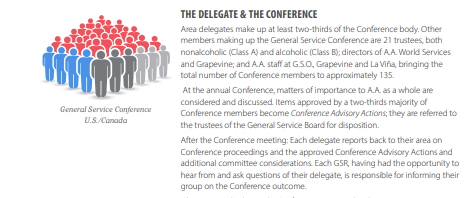 THE DELEGATE & THE CONFERENCE
Area delegates make up at least two-thirds of the Conference body. Other
members making up the General Service Conference are 21 trustees, both
nonalcoholic (Class A) and alcoholic (Class B); directors of A.A. World Services
and Grapevine; and A.A. staff at G.S.O., Grapevine and La Viña, bringing the
total number of Conference members to approximately 135.
At the annual Conference, matters of importance to A.A. as a whole are
considered and discussed. Items approved by a two-thirds majority of
Conference members become Conference Advisory Actions; they are referred to
the trustees of the General Service Board for disposition.
After the Conference meeting: Each delegate reports back to their area on
Conference proceedings and the approved Conference Advisory Actions and
additional committee considerations. Each GSR, having had the opportunity to
hear from and ask questions of their delegate, is responsible for informing their
group on the Conference outcome.
General Service Conference
U.S./Canada